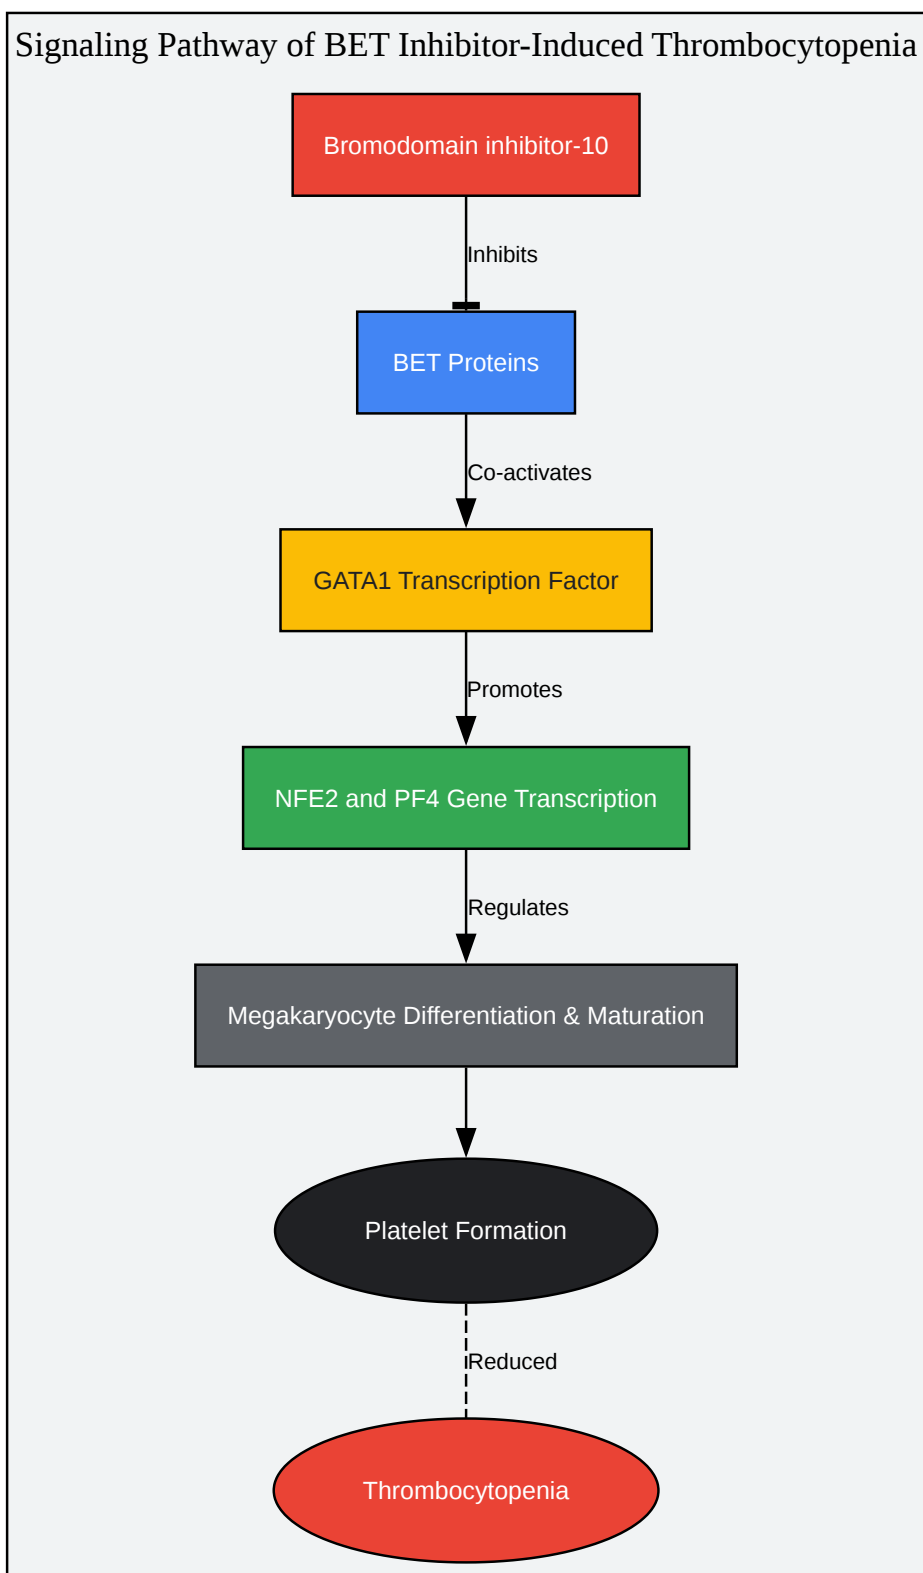 Signaling Pathway of BET Inhibitor-Induced Thrombocytopenia
Bromodomain inhibitor-10
Inhibits
BET Proteins
Co-activates
GATA1 Transcription Factor
Promotes
NFE2 and PF4 Gene Transcription
Regulates
Megakaryocyte Differentiation & Maturation
Platelet Formation
Reduced
Thrombocytopenia